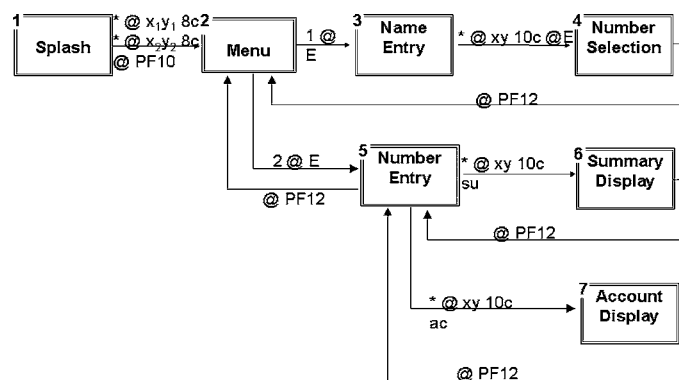 1
Splash
* @ x₁y₁ 8c
* @ x₂y₂ 8c
@ PF10
2
Menu
1 @
E
3
Name
Entry
* @ xy 10c @E
4
Number
Selection
@ PF12
2 @ E
@ PF12
5
Number
Entry
* @ xy 10c
su
6
Summary
Display
@ PF12
* @ xy 10c
ac
7
Account
Display
@ PF12